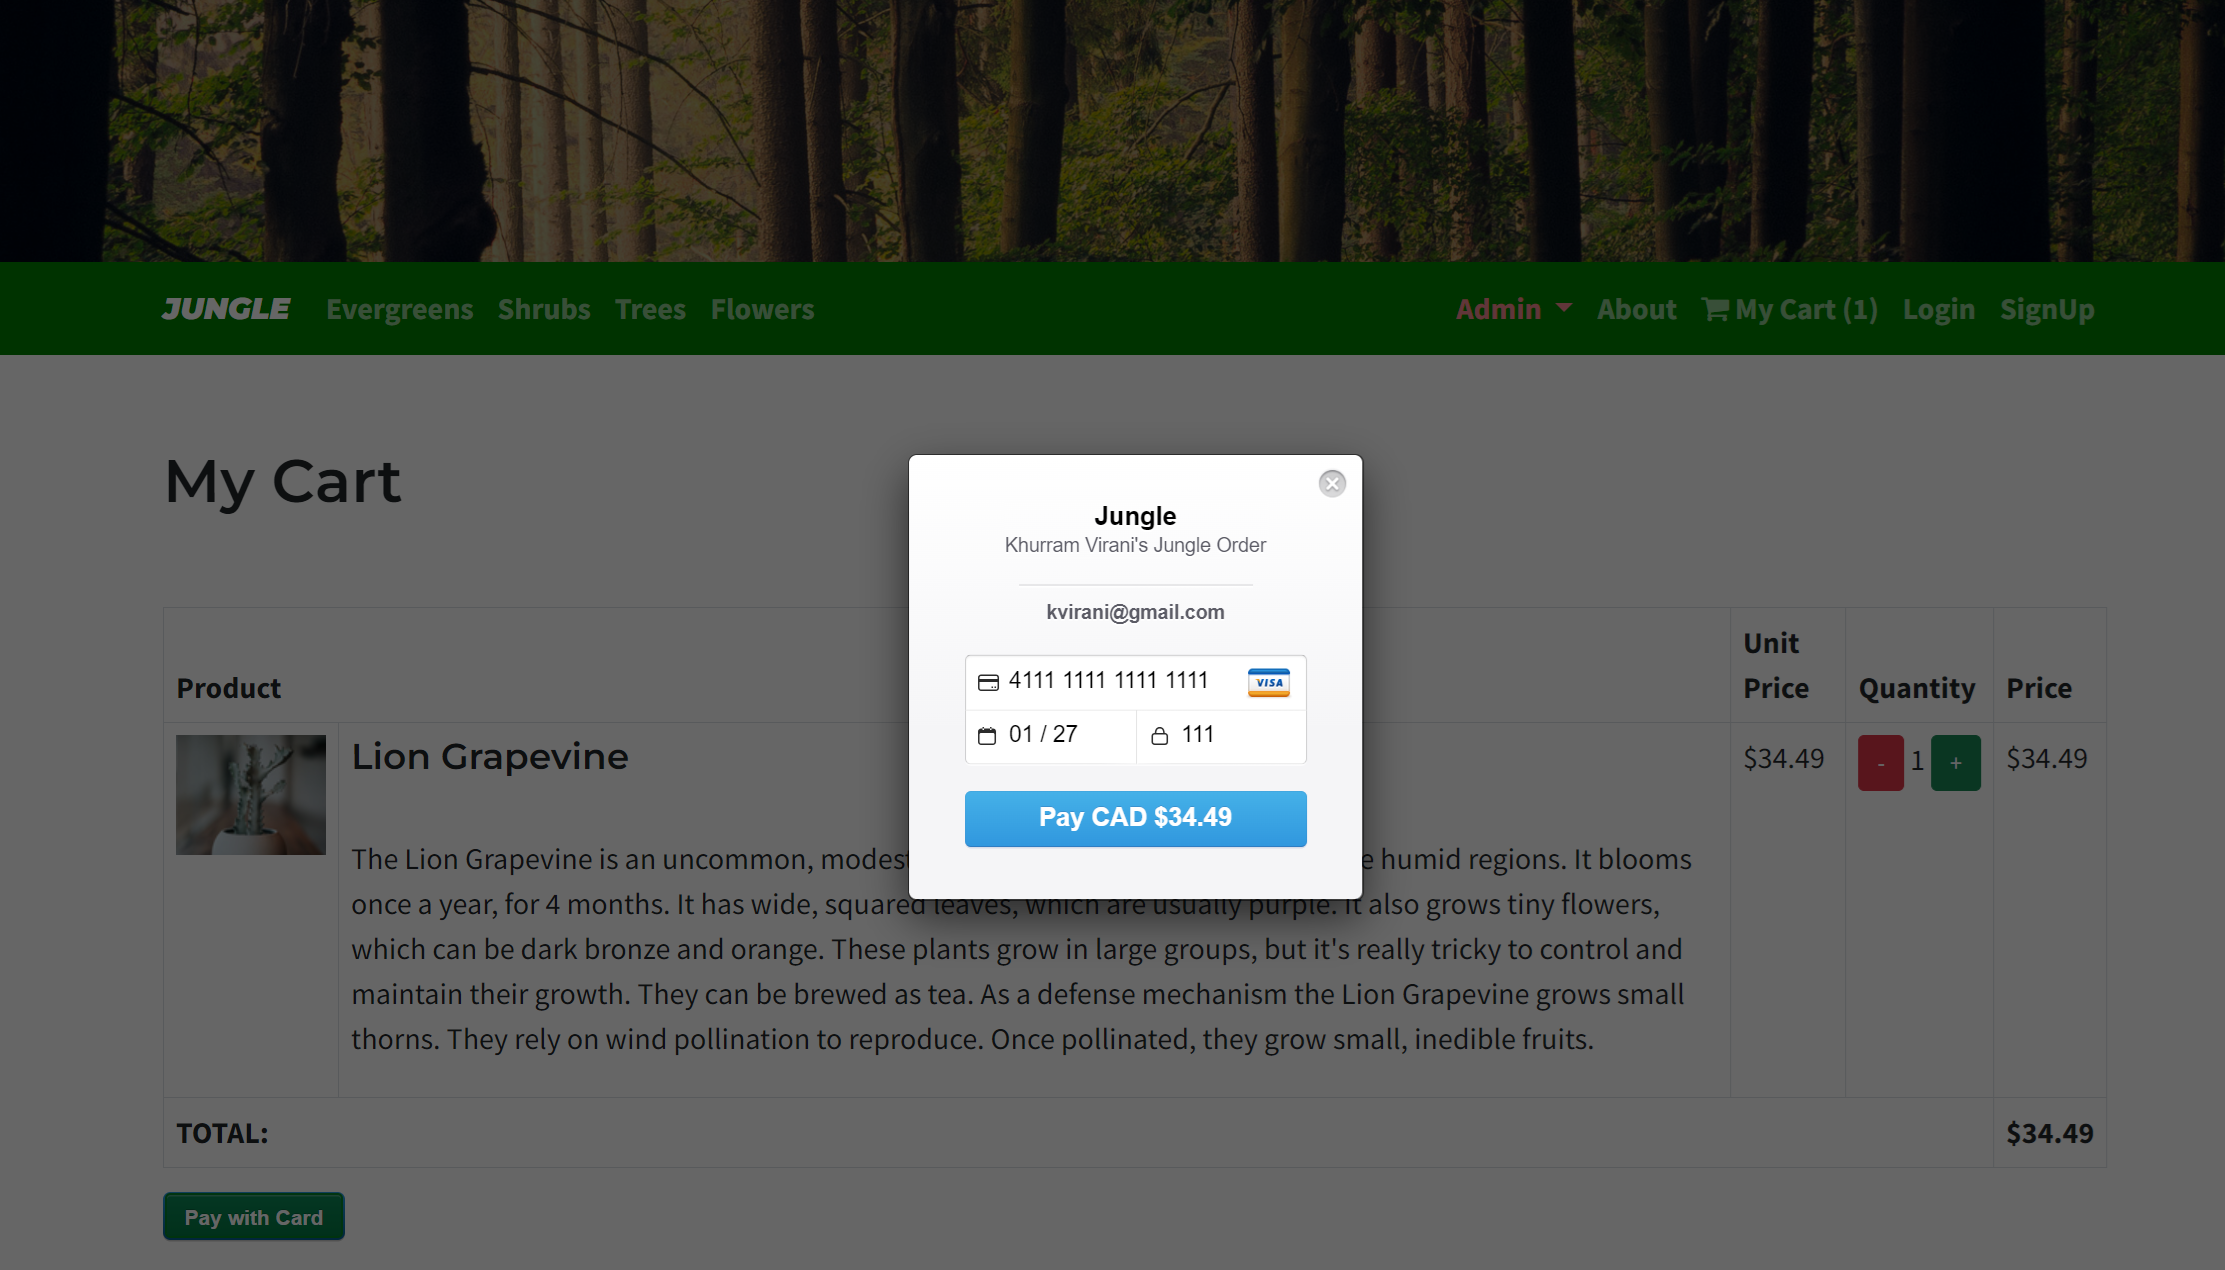 JUNGLE Evergreens Shrubs Trees Flowers Admin About My Cart (1) Login SignUp
My Cart
Jungle
Khurram Virani's Jungle Order
kvirani@gmail.com
4111 1111 1111 1111 VISA
01 / 27 111
Pay CAD $34.49
Product Unit Price Quantity Price
Lion Grapevine $34.49 - 1 + $34.49
The Lion Grapevine is an uncommon, modest humid regions. It blooms
once a year, for 4 months. It has wide, squared leaves, which are usually purple. It also grows tiny flowers,
which can be dark bronze and orange. These plants grow in large groups, but it's really tricky to control and
maintain their growth. They can be brewed as tea. As a defense mechanism the Lion Grapevine grows small
thorns. They rely on wind pollination to reproduce. Once pollinated, they grow small, inedible fruits.
TOTAL: $34.49
Pay with Card